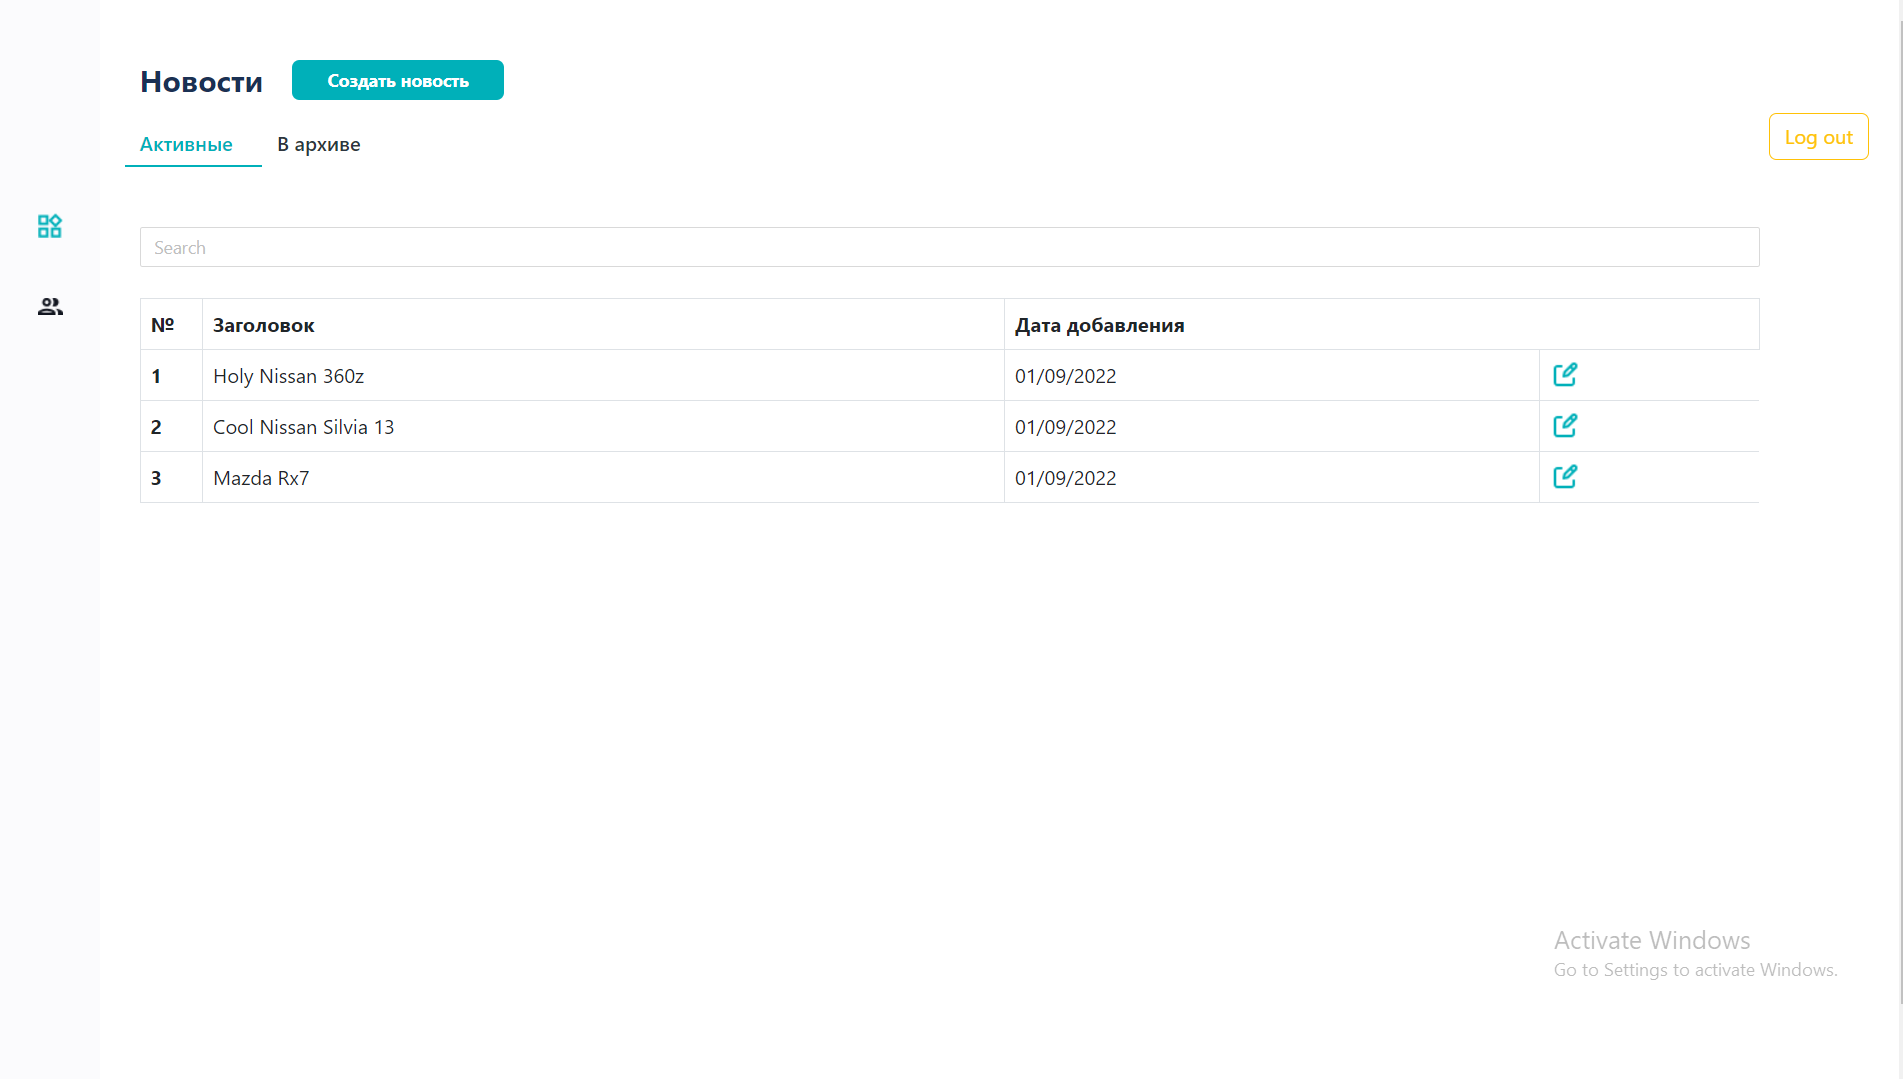 Новости
Создать новость
Активные
В архиве
Log out
Search
№ Заголовок Дата добавления
1 Holy Nissan 360z 01/09/2022
2 Cool Nissan Silvia 13 01/09/2022
3 Mazda Rx7 01/09/2022
Activate Windows
Go to Settings to activate Windows.